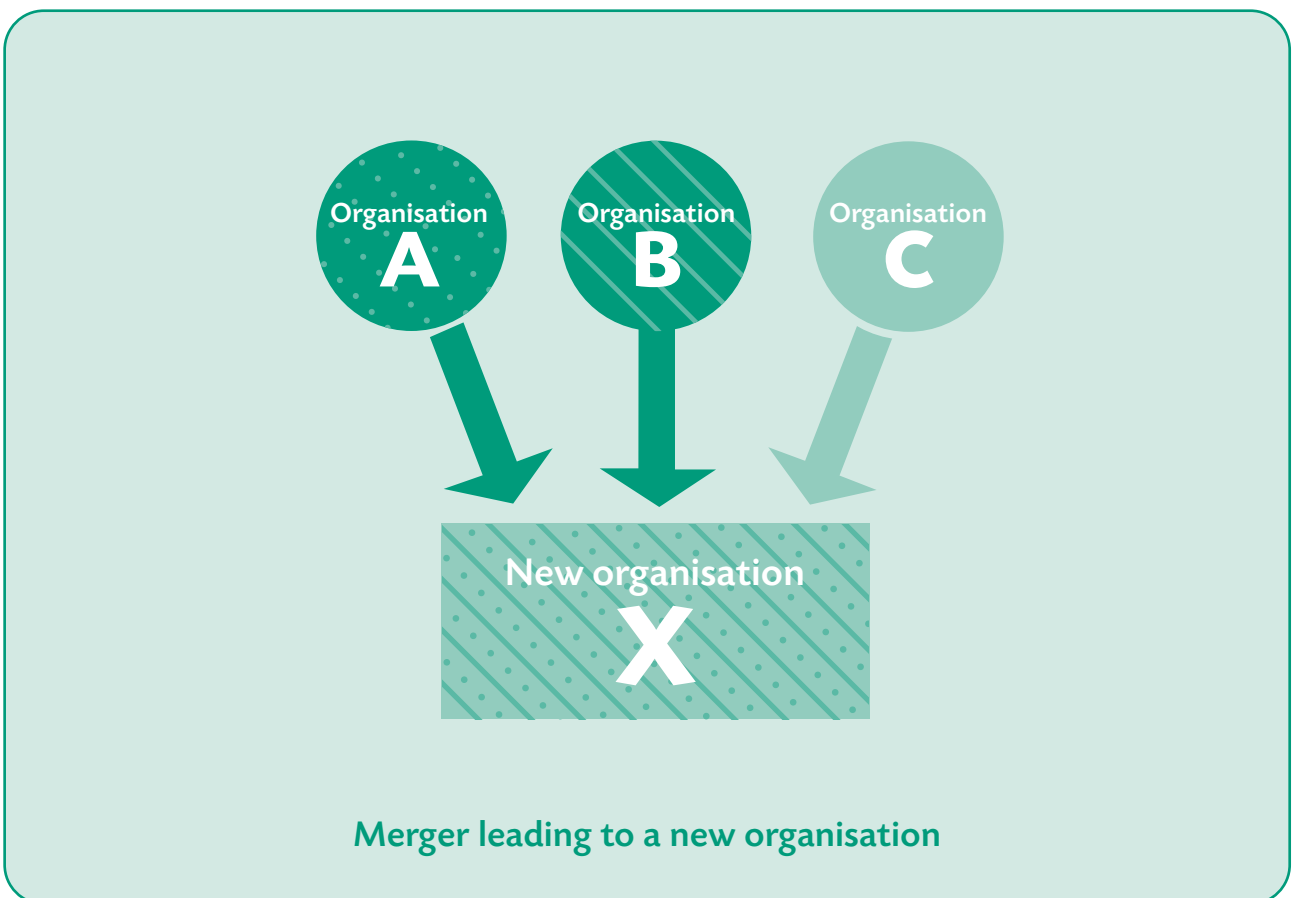 Organisation
A
Organisation
B
Organisation
C
New organisation
X
Merger leading to a new organisation